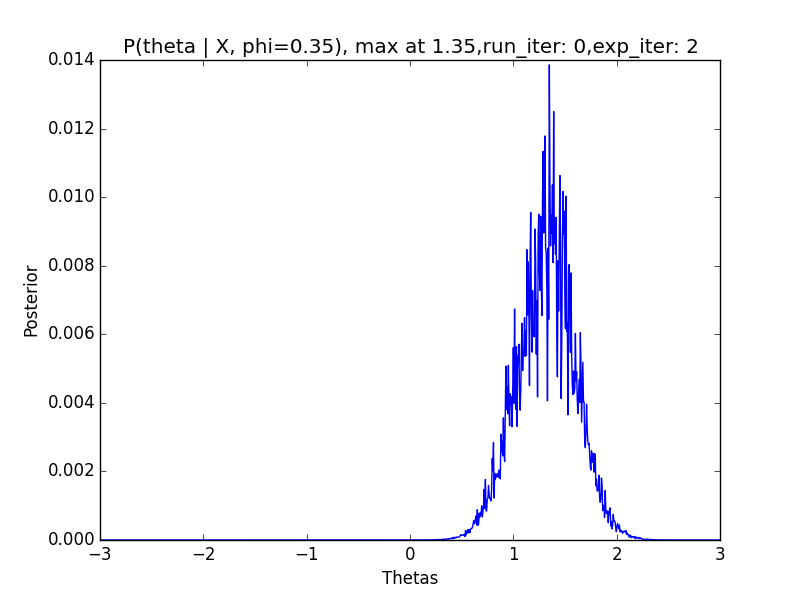 P(theta | X, phi=0.35), max at 1.35,run_iter: 0,exp_iter: 2
0.014
0.012
0.010
0.008
0.006
0.004
0.002
0.000
Posterior
−3 −2 −1 0 1 2 3
Thetas